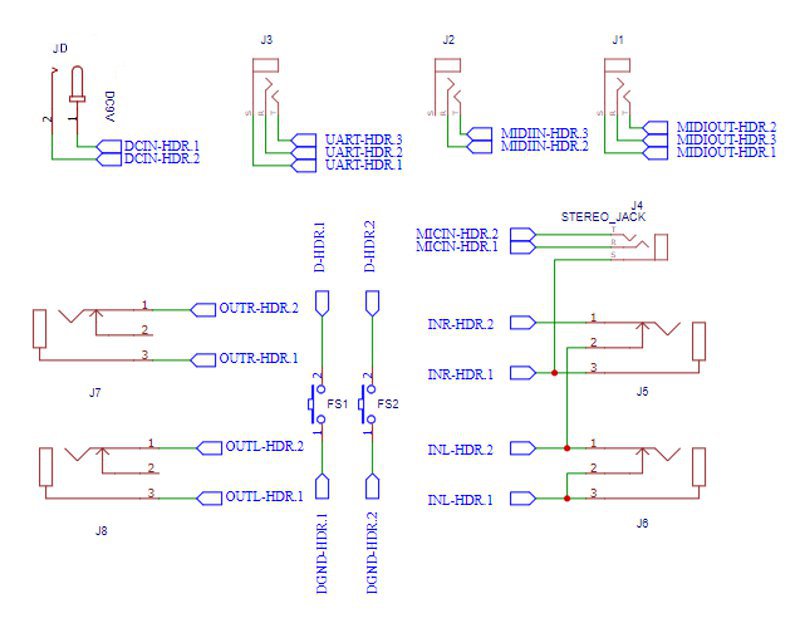 JD
J3
J2
J1
DC9V
2
1
S
R
T
S
R
T
S
R
T
DCIN-HDR.1
DCIN-HDR.2
UART-HDR.3
UART-HDR.2
UART-HDR.1
MIDIIN-HDR.3
MIDIIN-HDR.2
MIDIOUT-HDR.2
MIDIOUT-HDR.3
MIDIOUT-HDR.1
J4
STEREO_JACK
MICIN-HDR.2
MICIN-HDR.1
T
R
S
D-HDR.1
D-HDR.2
1
OUTR-HDR.2
2
3
OUTR-HDR.1
J7
INR-HDR.2
1
2
INR-HDR.1
3
J5
2
FS1
1
2
FS2
1
1
OUTL-HDR.2
2
3
OUTL-HDR.1
J8
INL-HDR.2
1
2
INL-HDR.1
3
J6
DGND-HDR.1
DGND-HDR.2